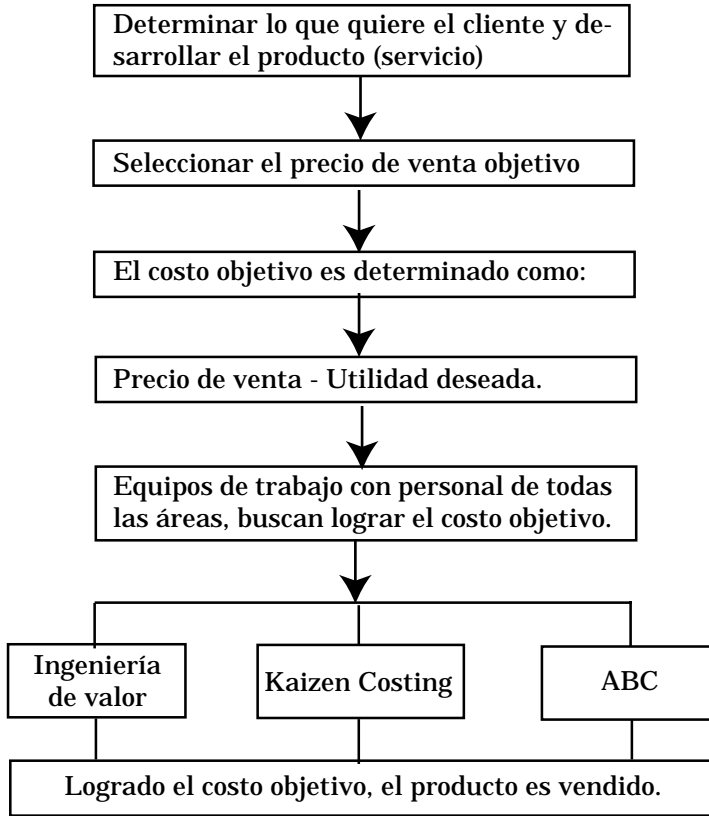 Determinar lo que quiere el cliente y de-
sarrollar el producto (servicio)
Seleccionar el precio de venta objetivo
El costo objetivo es determinado como:
Precio de venta - Utilidad deseada.
Equipos de trabajo con personal de todas
las áreas, buscan lograr el costo objetivo.
Ingeniería
de valor
Kaizen Costing
ABC
Logrado el costo objetivo, el producto es vendido.